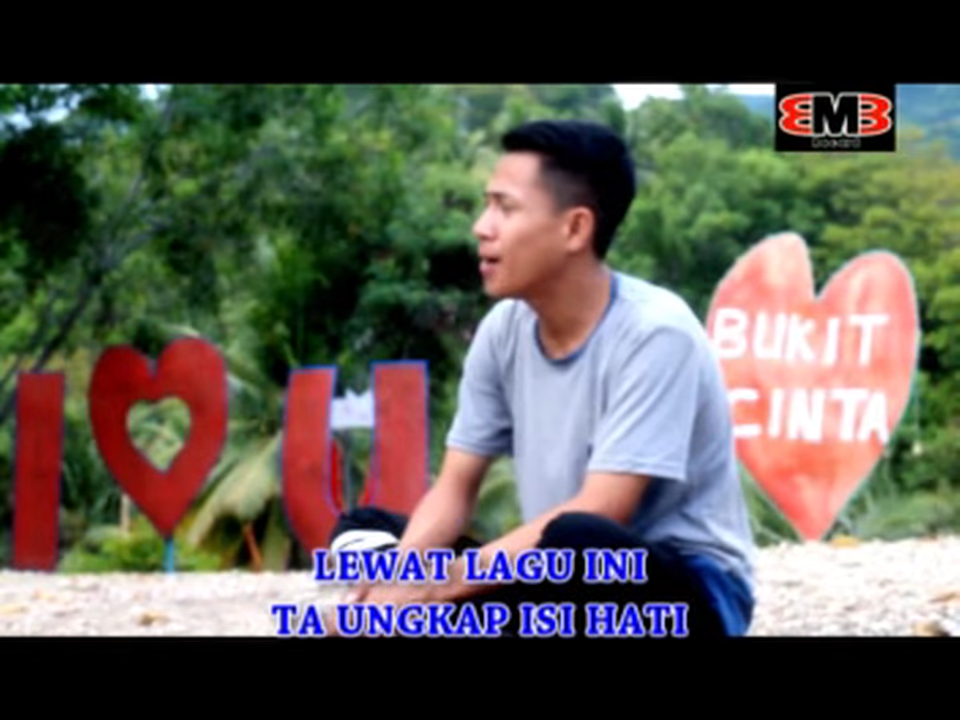 BMB
I U
BUKIT
CINTA
LEWAT LAGU INI
TA UNGKAP ISI HATI